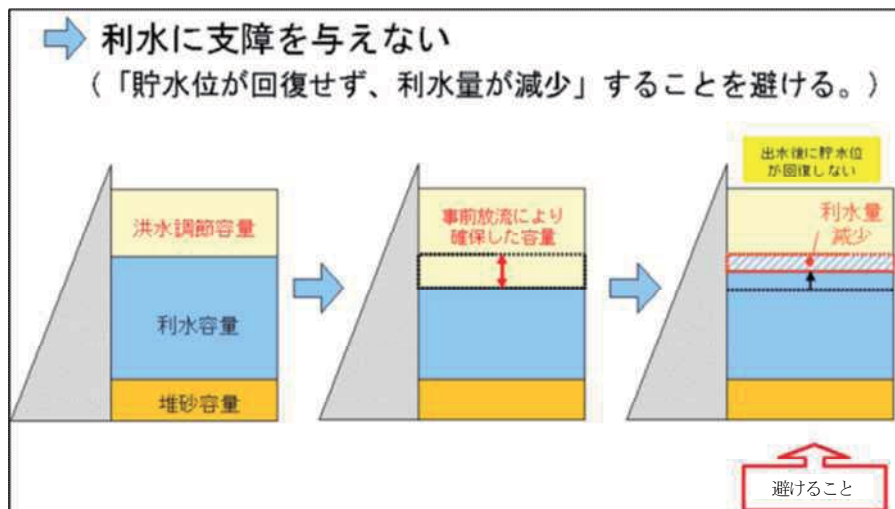 利水に支障を与えない
（「貯水位が回復せず、利水量が減少」することを避ける。）
洪水調節容量
利水容量
堆砂容量
事前放流により
確保した容量
出水後に貯水位
が回復しない
利水量
減少
避けること